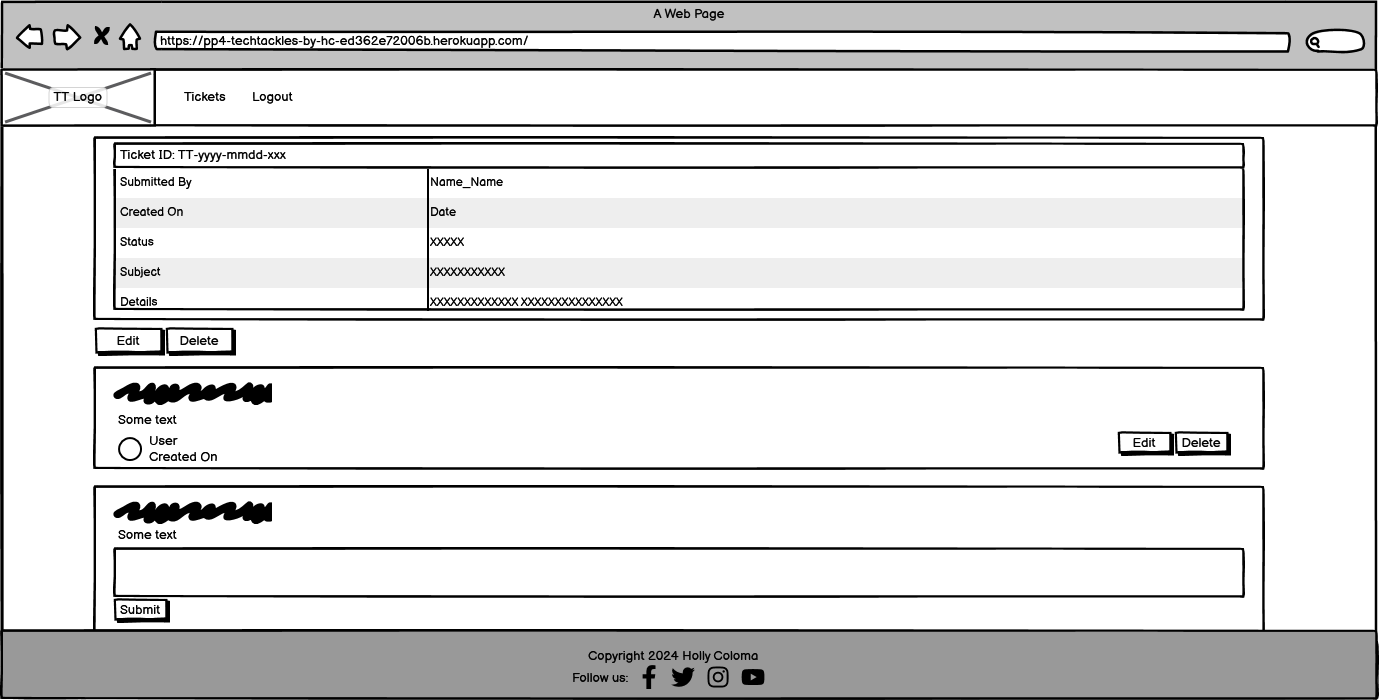 A Web Page
https://pp4-techtackles-by-hc-ed362e72006b.herokuapp.com/
TT Logo Tickets Logout
Ticket ID: TT-yyyy-mmdd-xxx
Submitted By Name_Name
Created On Date
Status XXXXX
Subject XXXXXXXXXXX
Details XXXXXXXXXXXXX XXXXXXXXXXXXXXX
Edit Delete
Some text
User
Created On
Edit Delete
Some text
Submit
Copyright 2024 Holly Coloma
Follow us: